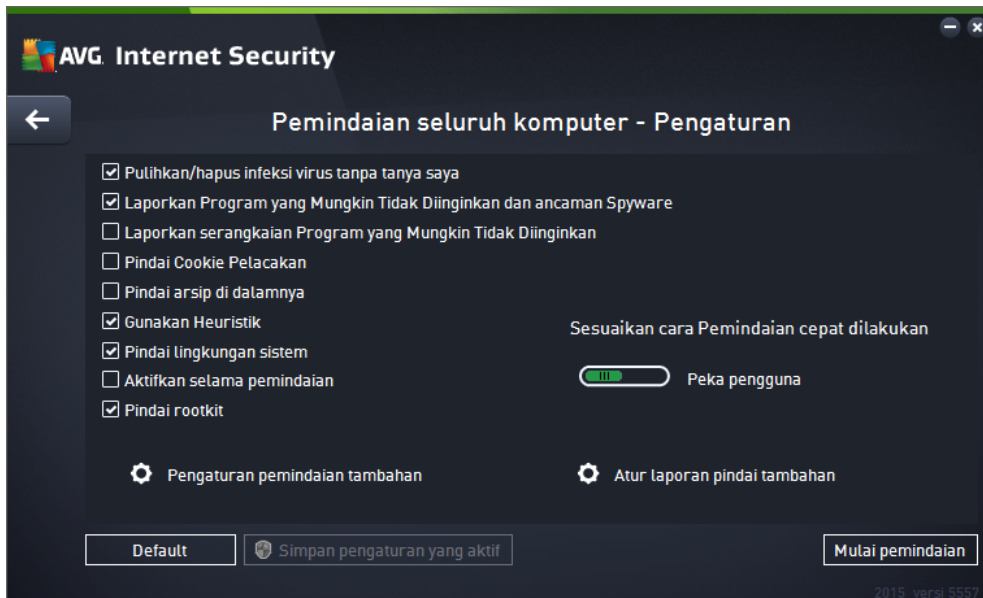 AVG. Internet Security
Pemindaian seluruh komputer - Pengaturan
Pulihkan/hapus infeksi virus tanpa tanya saya
Laporkan Program yang Mungkin Tidak Diinginkan dan ancaman Spyware
Laporkan serangkaian Program yang Mungkin Tidak Diinginkan
Pindai Cookie Pelacakan
Pindai arsip di dalamnya
Gunakan Heuristik
Pindai lingkungan sistem
Aktifkan selama pemindaian
Pindai rootkit
Sesuaikan cara Pemindaian cepat dilakukan
Peka pengguna
Pengaturan pemindaian tambahan
Atur laporan pindai tambahan
Default
Simpan pengaturan yang aktif
Mulai pemindaian
2015 versi 5557